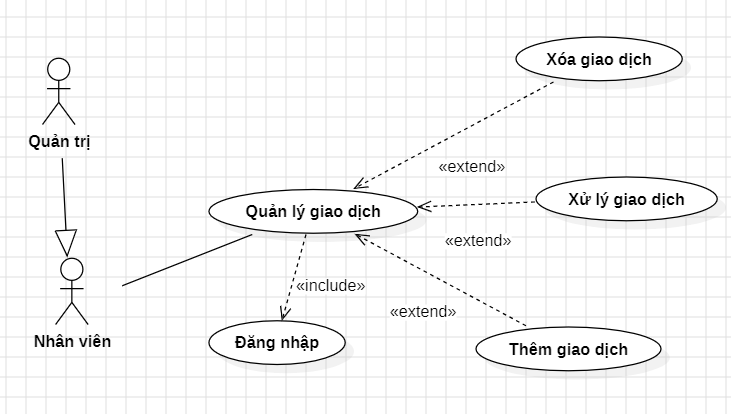 Xóa giao dịch
Quản trị
«extend»
Xử lý giao dịch
Quản lý giao dịch
«extend»
«include»
«extend»
Nhân viên
Đăng nhập
Thêm giao dịch